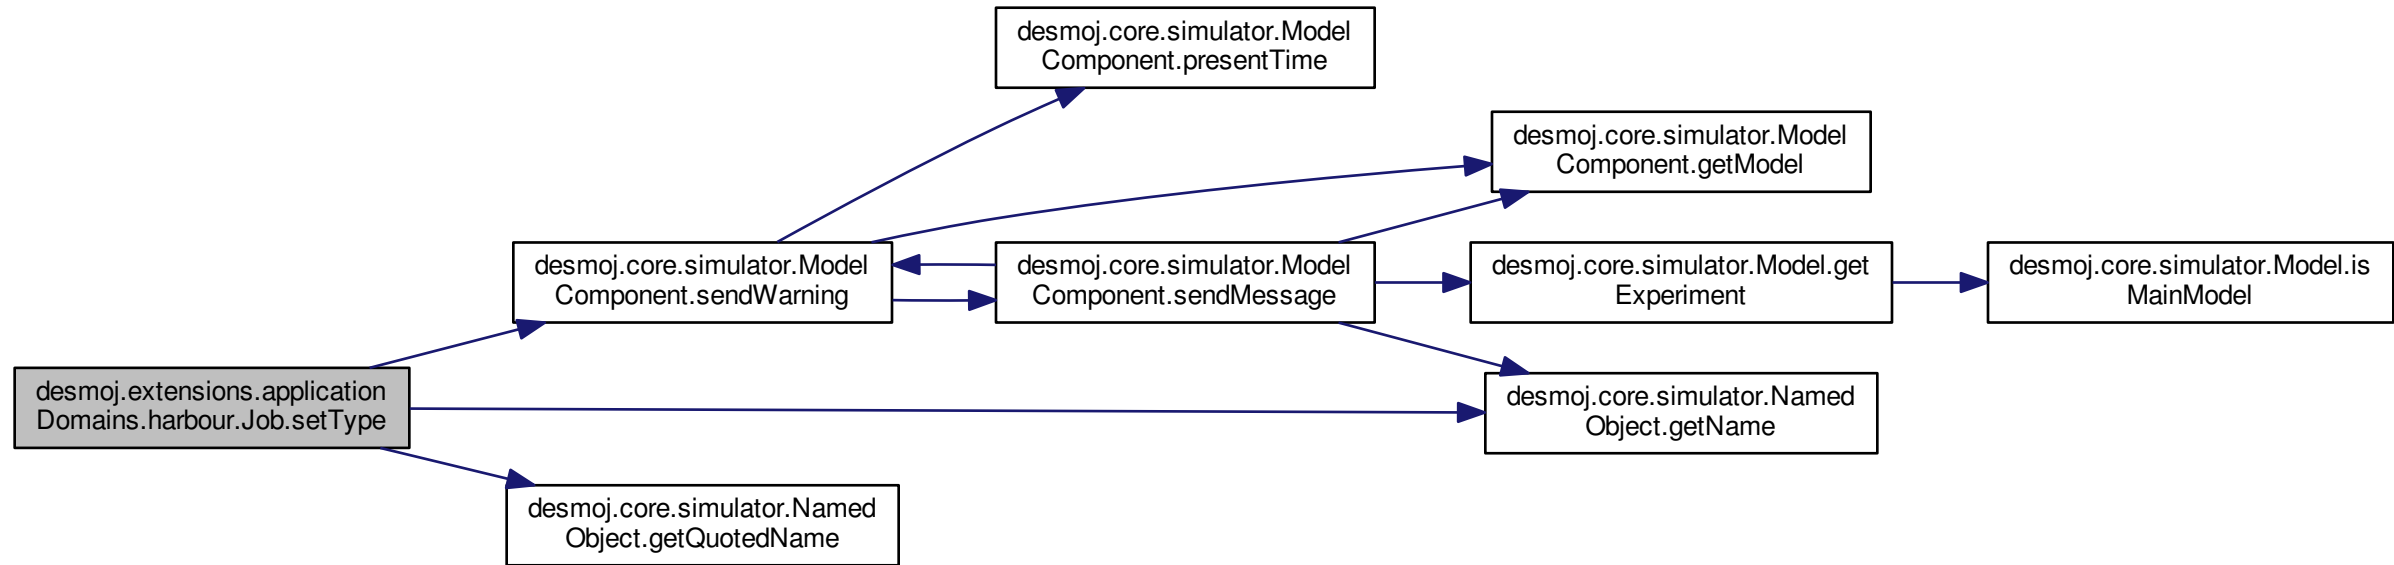 desmoj.core.simulator.Model
Component.presentTime
desmoj.core.simulator.Model
Component.getModel
desmoj.core.simulator.Model
Component.sendWarning
desmoj.core.simulator.Model
Component.sendMessage
desmoj.core.simulator.Model.get
Experiment
desmoj.core.simulator.Model.is
MainModel
desmoj.extensions.application
Domains.harbour.Job.setType
desmoj.core.simulator.Named
Object.getName
desmoj.core.simulator.Named
Object.getQuotedName